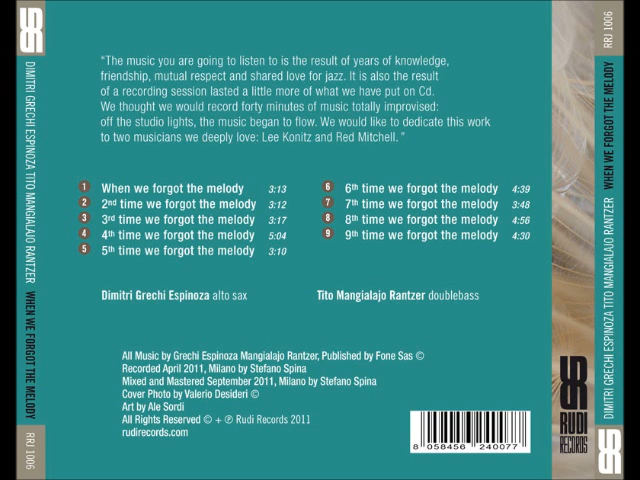 DIMITRI GRECHI ESPINOZA TITO MANGIALAJO RANTZER WHEN WE FORGOT THE MELODY
RRJ 1006
"The music you are going to listen to is the result of years of knowledge,
friendship, mutual respect and shared love for jazz. It is also the result
of a recording session lasted a little more of what we have put on Cd.
We thought we would record forty minutes of music totally improvised:
off the studio lights, the music began to flow. We would like to dedicate this work
to two musicians we deeply love: Lee Konitz and Red Mitchell."
1 When we forgot the melody 3:13
2 2nd time we forgot the melody 3:12
3 3rd time we forgot the melody 3:17
4 4th time we forgot the melody 5:04
5 5th time we forgot the melody 3:10
6 6th time we forgot the melody 4:39
7 7th time we forgot the melody 3:48
8 8th time we forgot the melody 4:56
9 9th time we forgot the melody 4:30
Dimitri Grechi Espinoza alto sax
Tito Mangialajo Rantzer doublebass
All Music by Grechi Espinoza Mangialajo Rantzer, Published by Fone Sas ©
Recorded April 2011, Milano by Stefano Spina
Mixed and Mastered September 2011, Milano by Stefano Spina
Cover Photo by Valerio Desideri ©
Art by Ale Sordi
All Rights Reserved © + ℗ Rudi Records 2011
rudirecords.com
8 058456 240077
RUDI
RECORDS
DIMITRI GRECHI ESPINOZA TITO MANGIALAJO RANTZER WHEN WE FORGOT THE MELODY
RRJ 1006